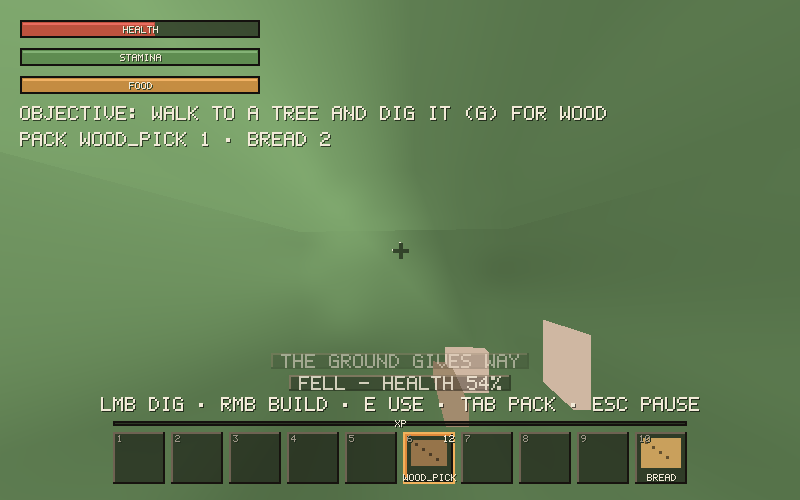 HEALTH
STAMINA
FOOD
OBJECTIVE: WALK TO A TREE AND DIG IT (G) FOR WOOD
PACK WOOD_PICK 1 · BREAD 2
THE GROUND GIVES WAY
FELL - HEALTH 54%
LMB DIG · RMB BUILD · E USE · TAB PACK · ESC PAUSE
XP
1 2 3 4 5 6 12 7 8 9 10
WOOD_PICK BREAD